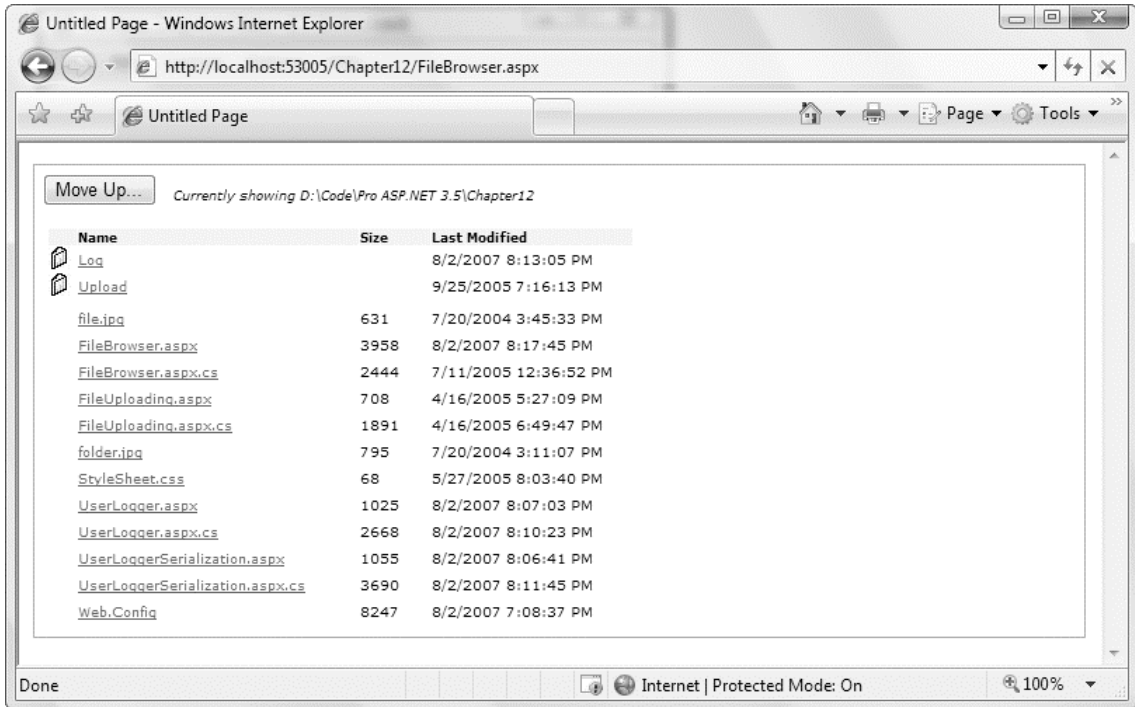 Untitled Page - Windows Internet Explorer
http://localhost:53005/Chapter12/FileBrowser.aspx
Untitled Page
Page
Tools
Move Up...
Currently showing D:\Code\Pro ASP.NET 3.5\Chapter12
Name Size Last Modified
Log 8/2/2007 8:13:05 PM
Upload 9/25/2005 7:16:13 PM
file.jpg 631 7/20/2004 3:45:33 PM
FileBrowser.aspx 3958 8/2/2007 8:17:45 PM
FileBrowser.aspx.cs 2444 7/11/2005 12:36:52 PM
FileUploading.aspx 708 4/16/2005 5:27:09 PM
FileUploading.aspx.cs 1891 4/16/2005 6:49:47 PM
folder.jpg 795 7/20/2004 3:11:07 PM
StyleSheet.css 68 5/27/2005 8:03:40 PM
UserLogger.aspx 1025 8/2/2007 8:07:03 PM
UserLogger.aspx.cs 2668 8/2/2007 8:10:23 PM
UserLoggerSerialization.aspx 1055 8/2/2007 8:06:41 PM
UserLoggerSerialization.aspx.cs 3690 8/2/2007 8:11:45 PM
Web.Config 8247 8/2/2007 7:08:37 PM
Done
Internet | Protected Mode: On
100%